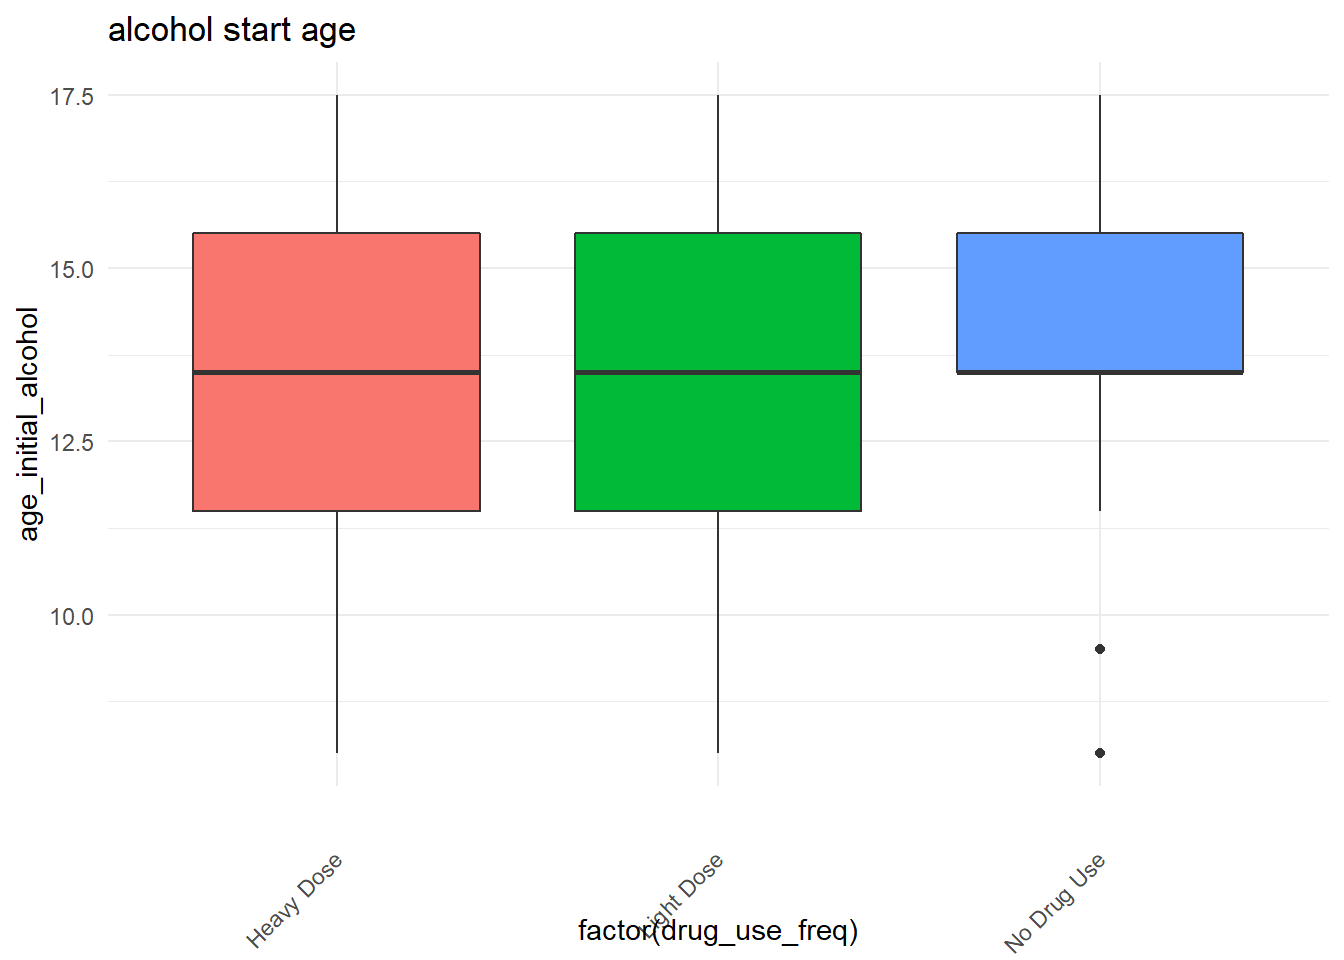 alcohol start age
age_initial_alcohol
17.5
15.0
12.5
10.0
Heavy Dose
Light Dose
No Drug Use
factor(drug_use_freq)